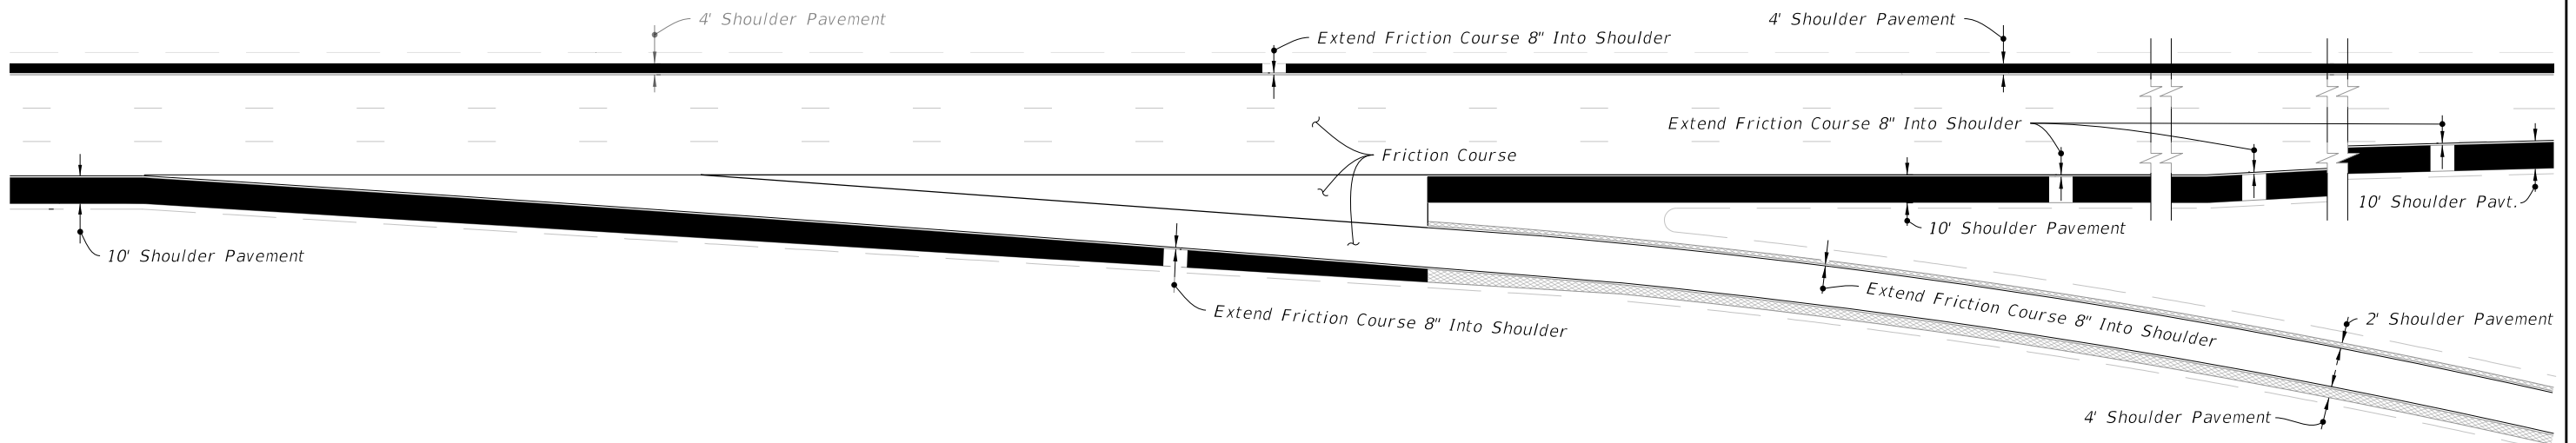 4' Shoulder Pavement
4' Shoulder Pavement
Extend Friction Course 8" Into Shoulder
Extend Friction Course 8" Into Shoulder
Friction Course
10' Shoulder Pavt.
10' Shoulder Pavement
10' Shoulder Pavement
Extend Friction Course 8" Into Shoulder
Extend Friction Course 8" Into Shoulder
2' Shoulder Pavement
4' Shoulder Pavement